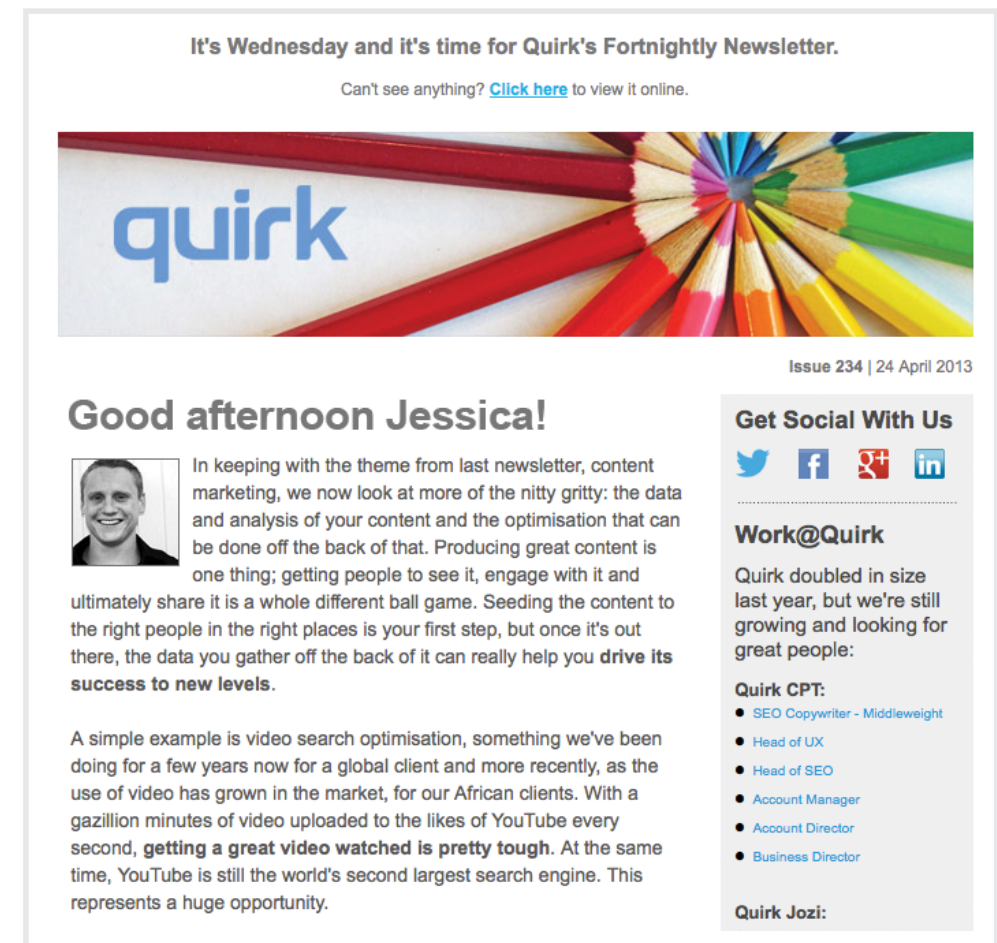 It's Wednesday and it's time for Quirk's Fortnightly Newsletter.
Can't see anything? Click here to view it online.
quirk
Issue 234 | 24 April 2013
Good afternoon Jessica!
In keeping with the theme from last newsletter, content
marketing, we now look at more of the nitty gritty: the data
and analysis of your content and the optimisation that can
be done off the back of that. Producing great content is
one thing; getting people to see it, engage with it and
ultimately share it is a whole different ball game. Seeding the content to
the right people in the right places is your first step, but once it's out
there, the data you gather off the back of it can really help you drive its
success to new levels.
A simple example is video search optimisation, something we've been
doing for a few years now for a global client and more recently, as the
use of video has grown in the market, for our African clients. With a
gazillion minutes of video uploaded to the likes of YouTube every
second, getting a great video watched is pretty tough. At the same
time, YouTube is still the world's second largest search engine. This
represents a huge opportunity.
Get Social With Us
f
g+
in
Work@Quirk
Quirk doubled in size
last year, but we're still
growing and looking for
great people:
Quirk CPT:
SEO Copywriter - Middleweight
Head of UX
Head of SEO
Account Manager
Account Director
Business Director
Quirk Jozi: